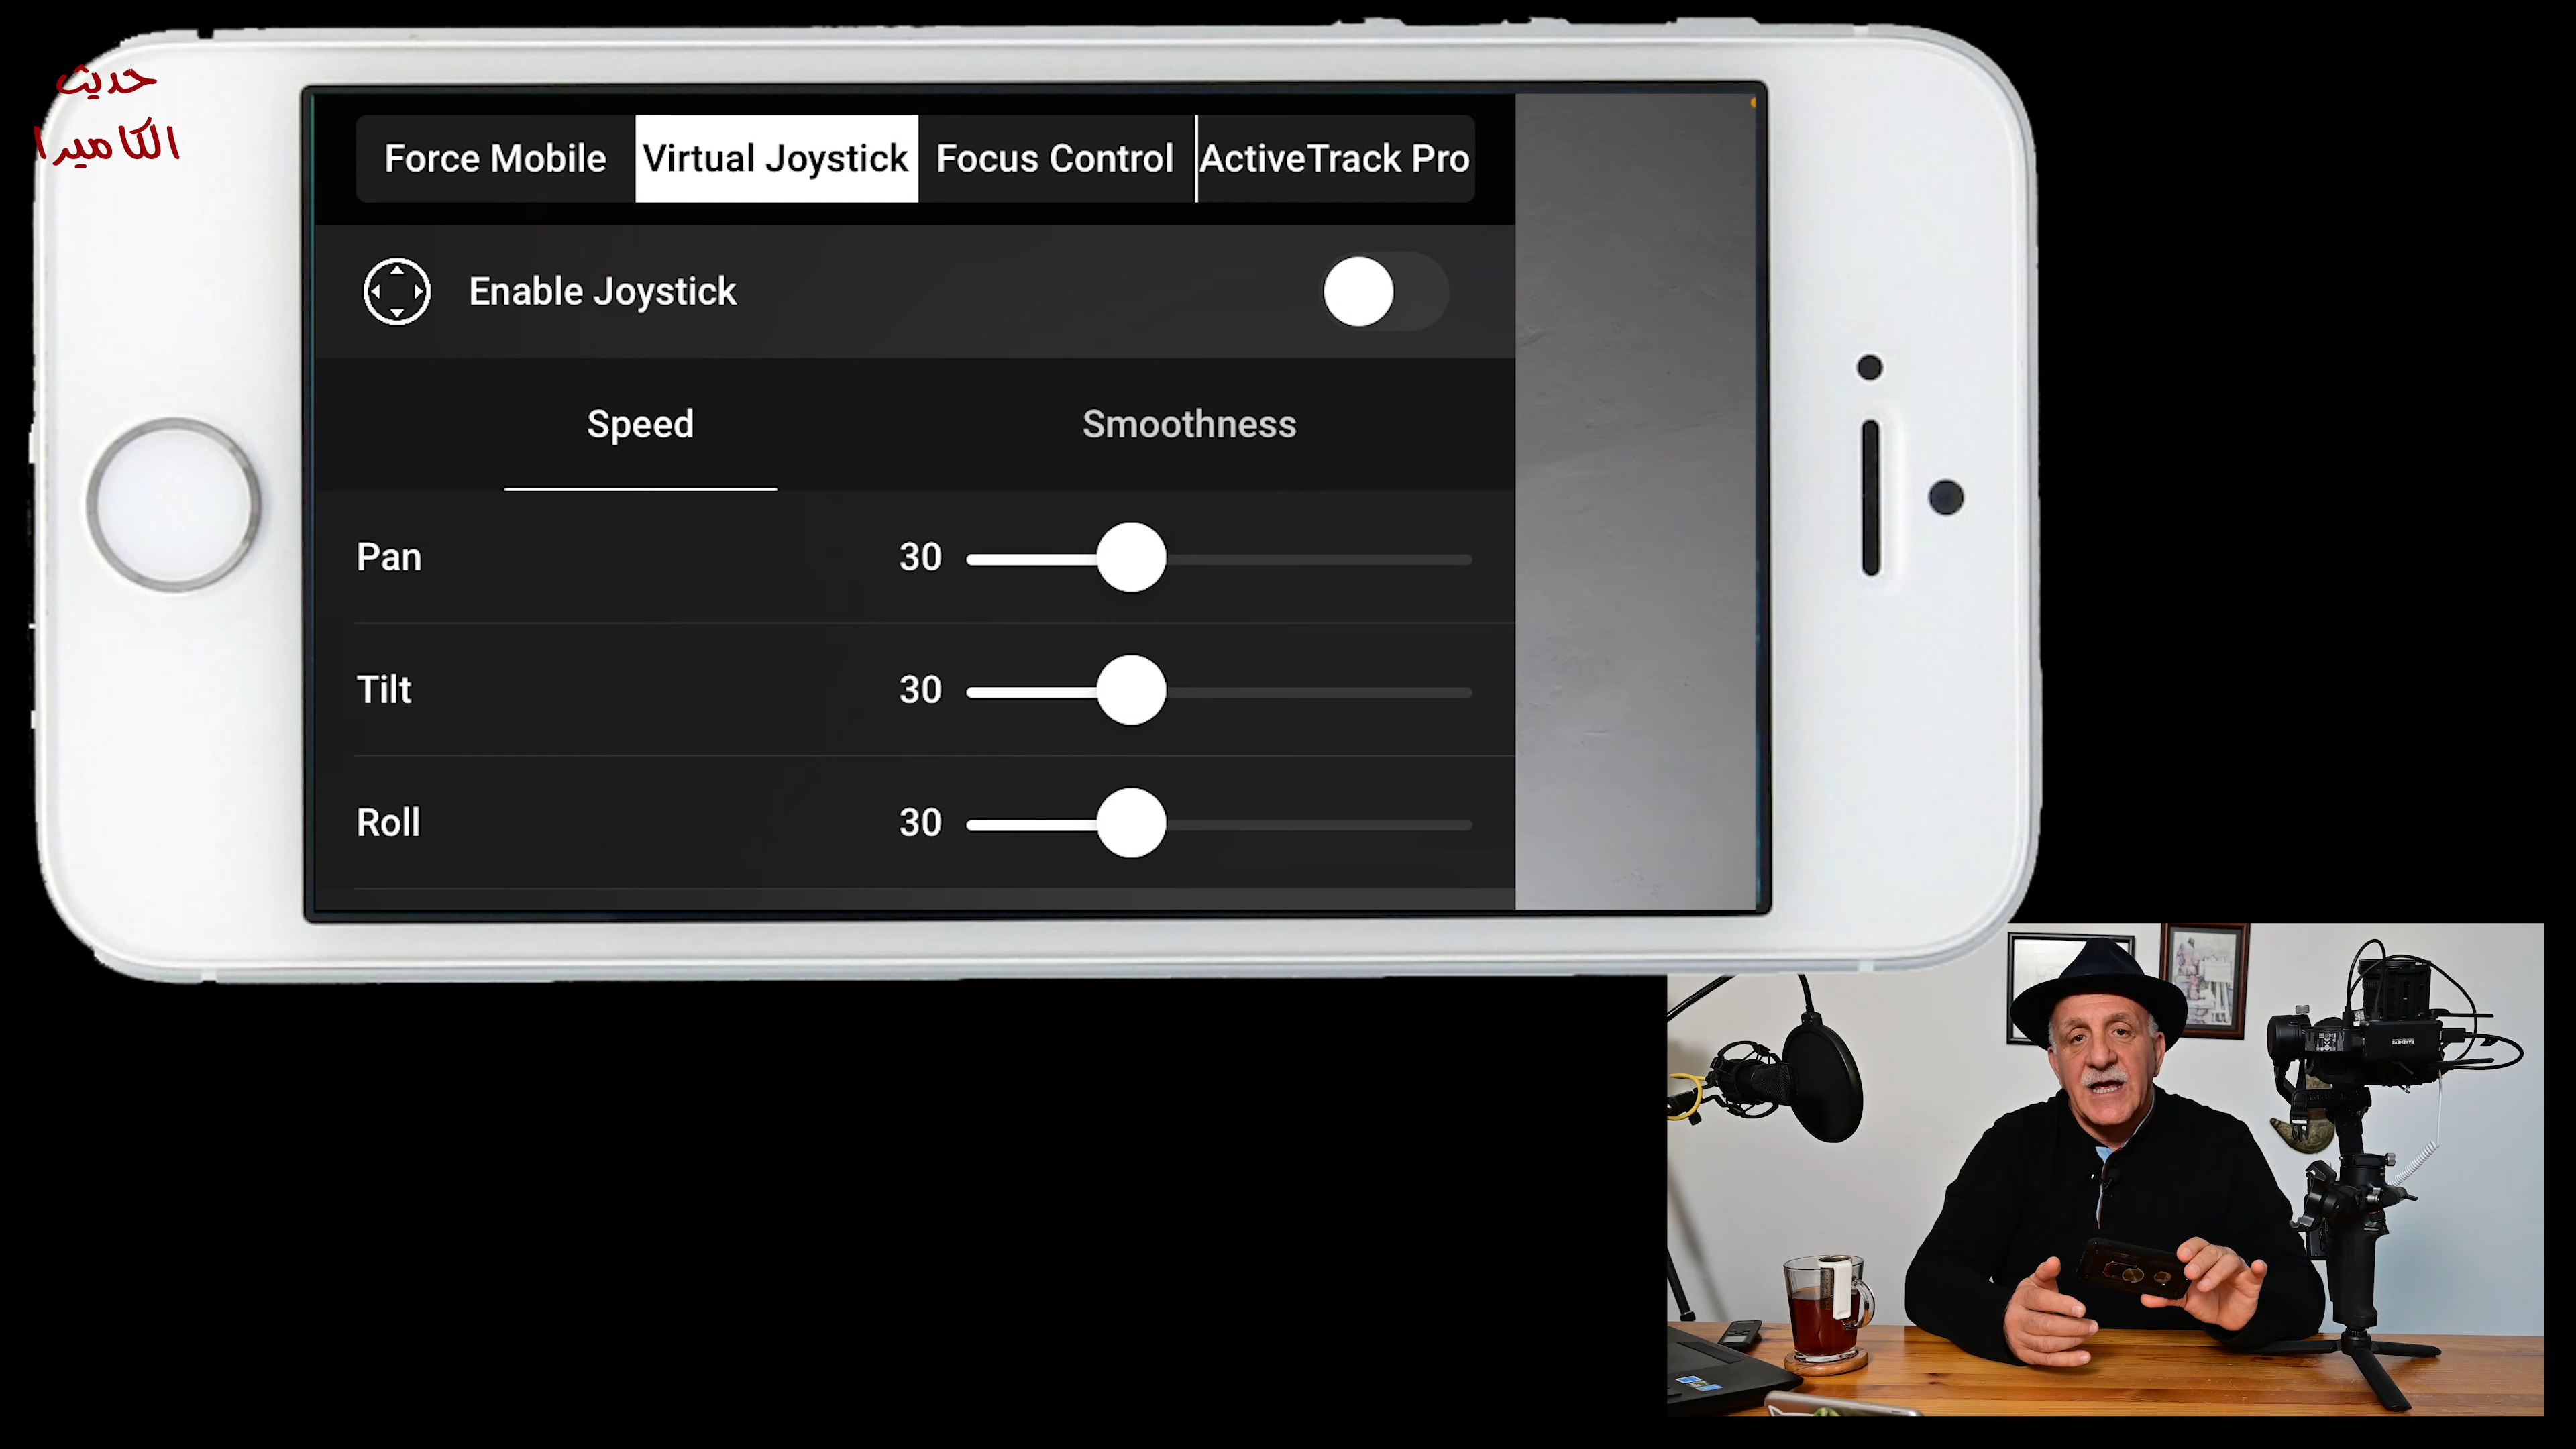 حديث
الكاميرا
Force Mobile Virtual Joystick Focus Control ActiveTrack Pro
Enable Joystick
Speed Smoothness
Pan 30
Tilt 30
Roll 30